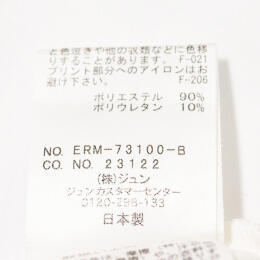 と色泣きや他の衣類などに色移
りすることがあります。 F-021
プリント部分へのアイロンはお
避け下さい。 F-206
ポリエステル 90%
ポリウレタン 10%
NO. ERM-73100-B
CO. NO. 23122
(株)ジュン
ジュンカスタマーセンター
0120-298-133
日本製